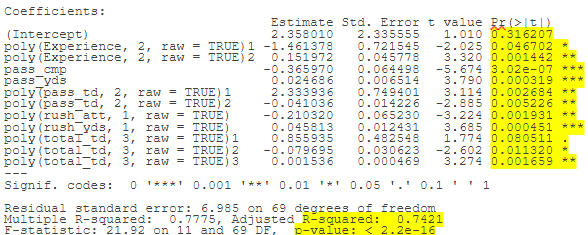 Coefficients:
Estimate Std. Error t value Pr(>|t|)
(Intercept) 2.358010 2.335555 1.010 0.316207
poly(Experience, 2, raw = TRUE)1 -1.461378 0.721545 -2.025 0.046702 *
poly(Experience, 2, raw = TRUE)2 0.151972 0.045778 3.320 0.001442 **
pass_cmp -0.365970 0.064498 -5.674 3.02e-07 ***
pass_yds 0.024686 0.006514 3.790 0.000319 ***
poly(pass_td, 2, raw = TRUE)1 2.333936 0.749401 3.114 0.002684 **
poly(pass_td, 2, raw = TRUE)2 -0.041036 0.014226 -2.885 0.005226 **
poly(rush_att, 1, raw = TRUE) -0.210320 0.065230 -3.224 0.001931 **
poly(rush_yds, 1, raw = TRUE) 0.045813 0.012431 3.685 0.000451 ***
poly(total_td, 3, raw = TRUE)1 0.855935 0.482548 1.774 0.080511 .
poly(total_td, 3, raw = TRUE)2 -0.079695 0.030623 -2.602 0.011320 *
poly(total_td, 3, raw = TRUE)3 0.001536 0.000469 3.274 0.001659 **
---
Signif. codes: 0 '***' 0.001 '**' 0.01 '*' 0.05 '.' 0.1 ' ' 1
Residual standard error: 6.985 on 69 degrees of freedom
Multiple R-squared: 0.7775, Adjusted R-squared: 0.7421
F-statistic: 21.92 on 11 and 69 DF, p-value: < 2.2e-16